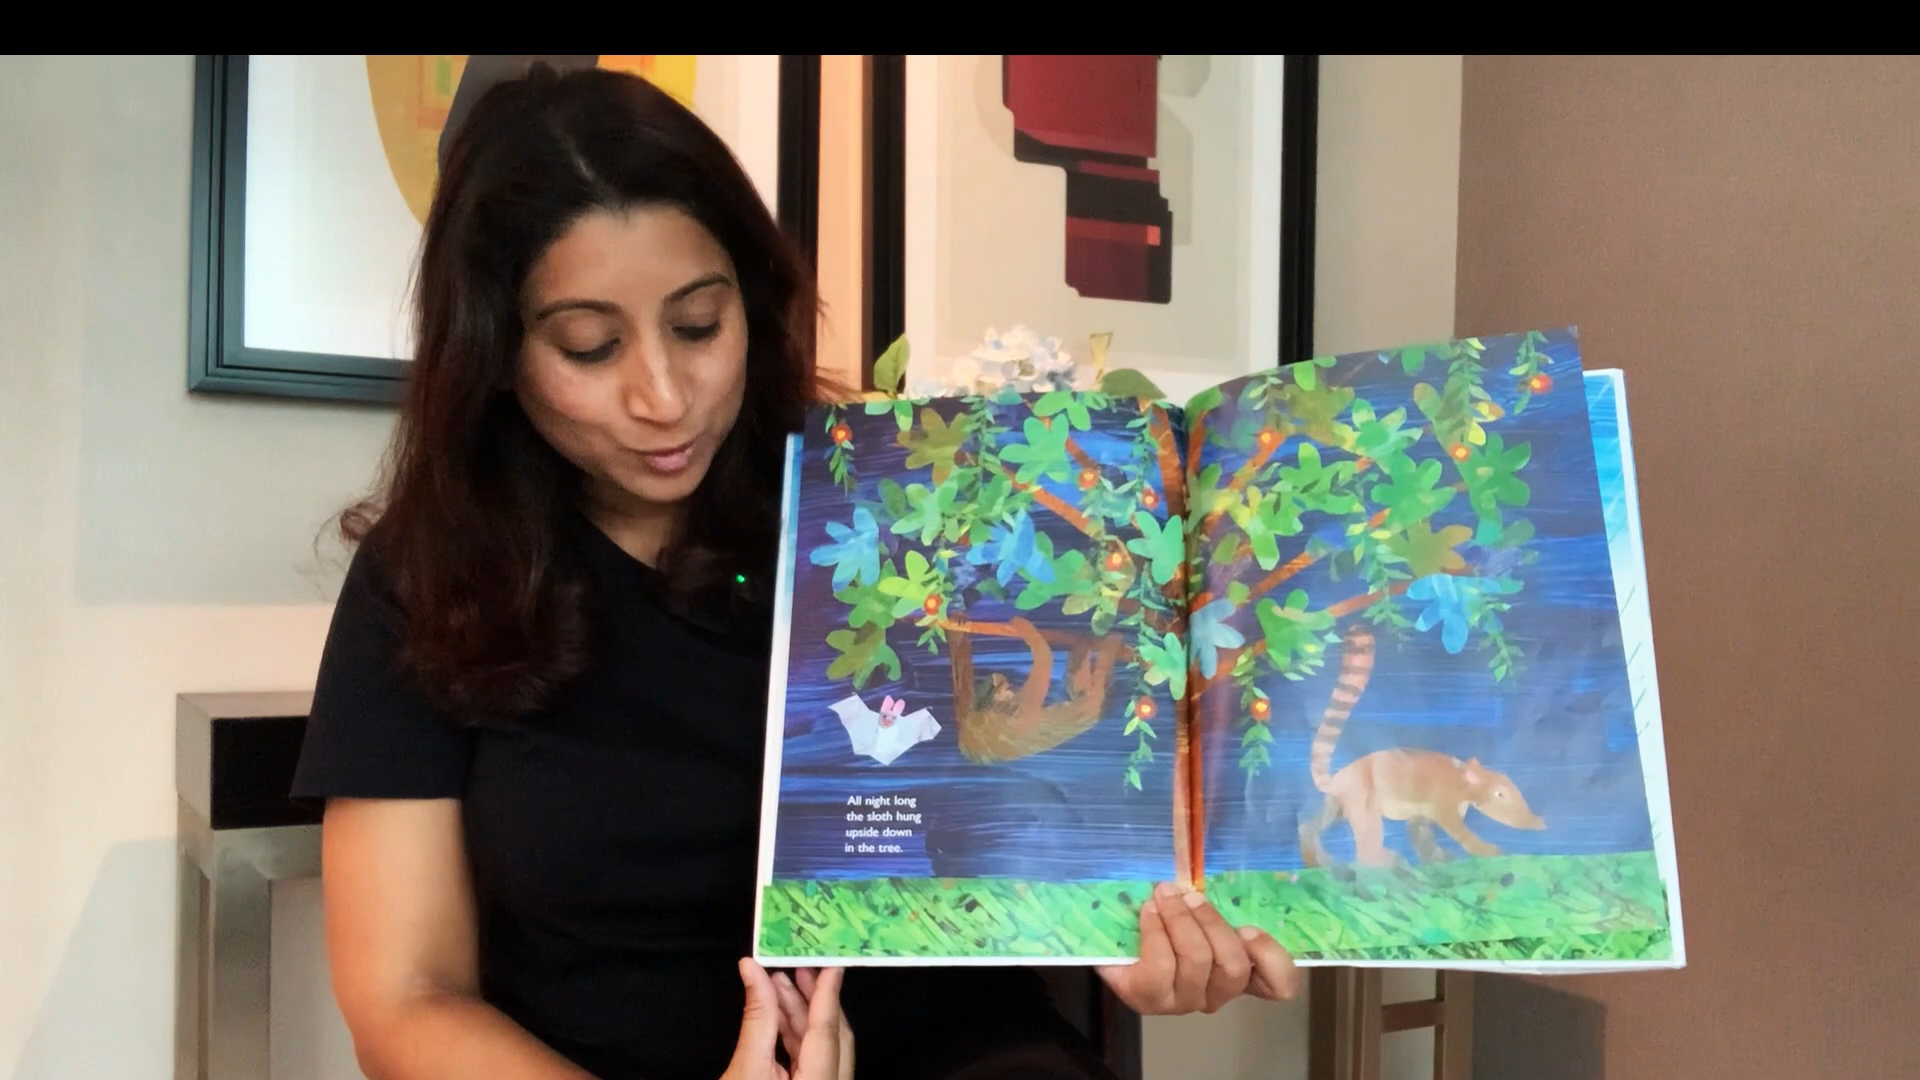 All night long
the sloth hung
upside down
in the tree.